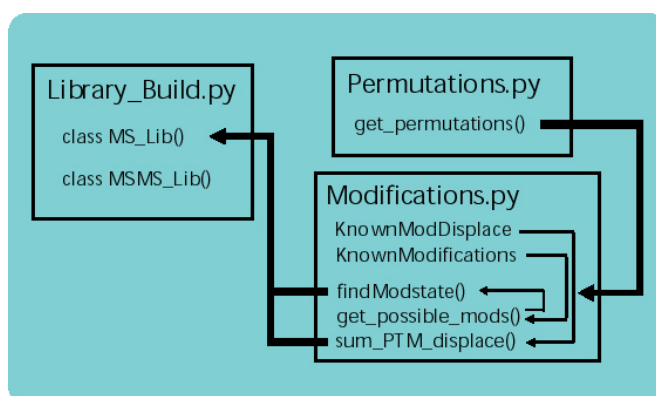 Library_Build.py
class MS_Lib()
class MSMS_Lib()
Permutations.py
get_permutations()
Modifications.py
KnownModDisplace
KnownModifications
findModstate()
get_possible_mods()
sum_PTM_displace()